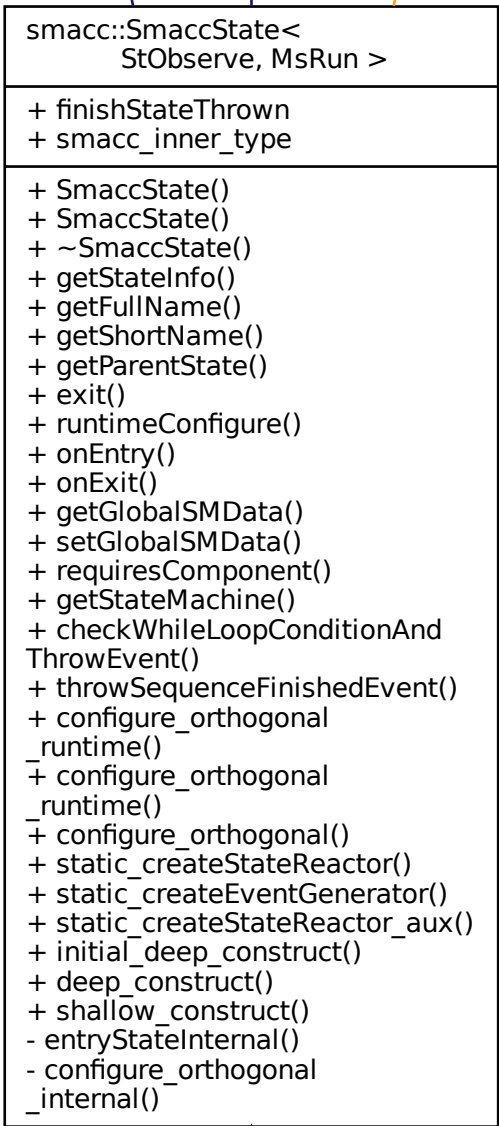 smacc::SmaccState<
StObserve, MsRun >
+ finishStateThrown
+ smacc_inner_type
+ SmaccState()
+ SmaccState()
+ ~SmaccState()
+ getStateInfo()
+ getFullName()
+ getShortName()
+ getParentState()
+ exit()
+ runtimeConfigure()
+ onEntry()
+ onExit()
+ getGlobalSMData()
+ setGlobalSMData()
+ requiresComponent()
+ getStateMachine()
+ checkWhileLoopConditionAnd
ThrowEvent()
+ throwSequenceFinishedEvent()
+ configure_orthogonal
_runtime()
+ configure_orthogonal
_runtime()
+ configure_orthogonal()
+ static_createStateReactor()
+ static_createEventGenerator()
+ static_createStateReactor_aux()
+ initial_deep_construct()
+ deep_construct()
+ shallow_construct()
- entryStateInternal()
- configure_orthogonal
_internal()